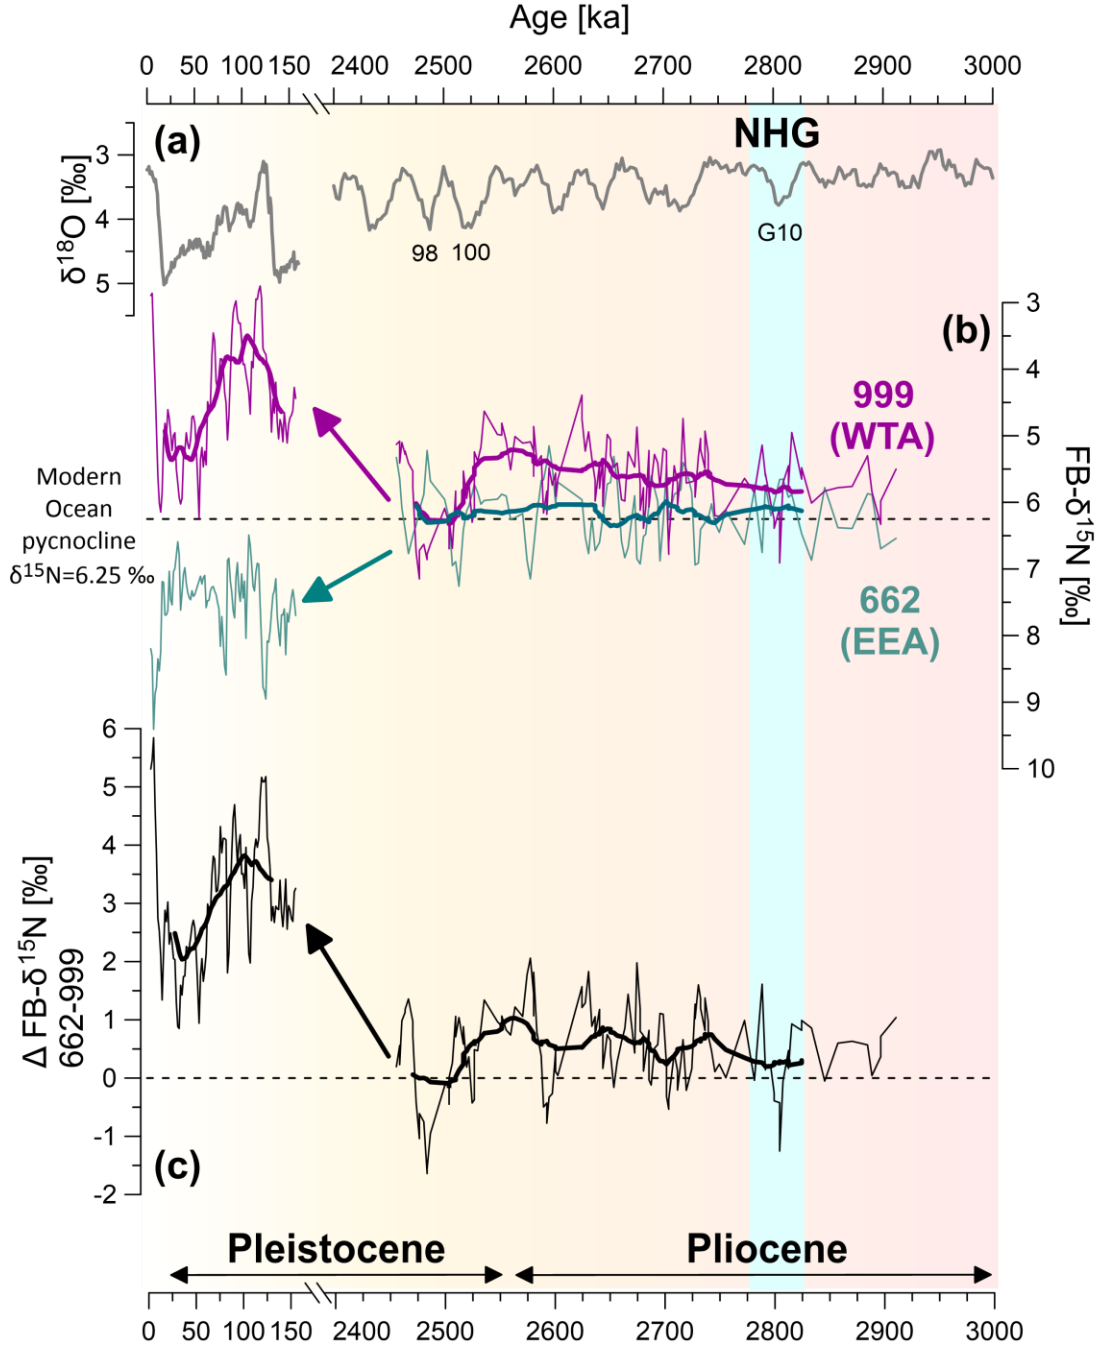 Age [ka]
0 50 100 150 2400 2500 2600 2700 2800 2900 3000
(a)
NHG
3
4
5
δ¹⁸O [‰]
98 100
G10
(b)
3
4
5
6
7
8
9
10
FB-δ¹⁵N [‰]
999
(WTA)
Modern
Ocean
pycnocline
δ¹⁵N=6.25 ‰
662
(EEA)
6
5
4
3
2
1
0
-1
-2
Δ FB-δ¹⁵N [‰]
662-999
(c)
Pleistocene
Pliocene
0 50 100 150 2400 2500 2600 2700 2800 2900 3000